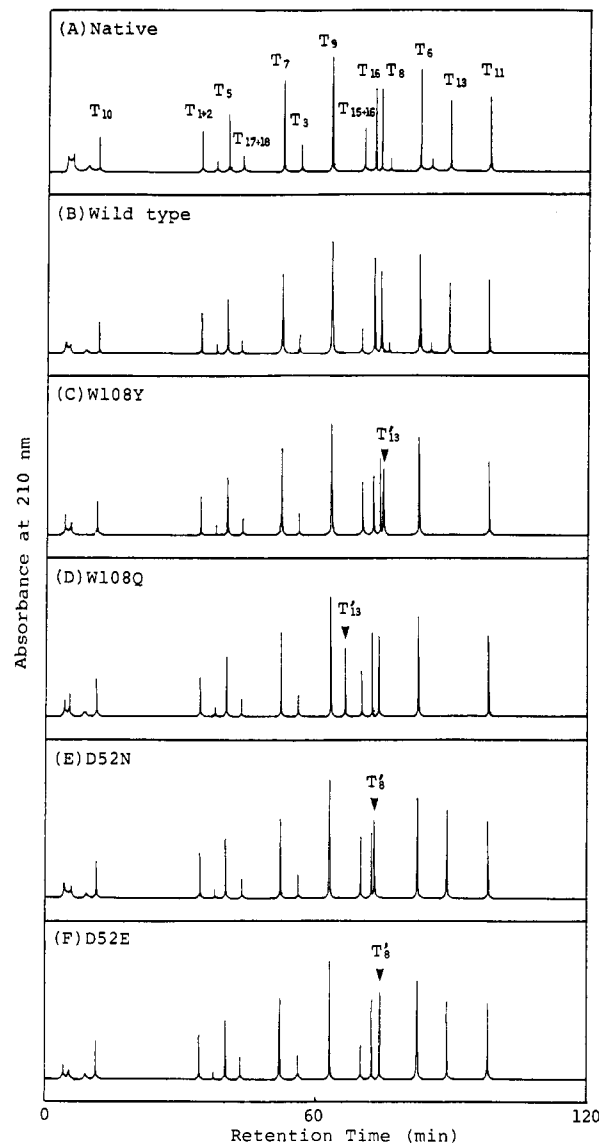 (A)Native
T9
T6
T7
T16
T8
T13
T11
T5
T10
T1+2
T15+16
T3
T17+18
(B)Wild type
(C)W108Y
T′13
(D)W108Q
T′13
(E)D52N
T′8
(F)D52E
T′8
Absorbance at 210 nm
0
60
120
Retention Time (min)